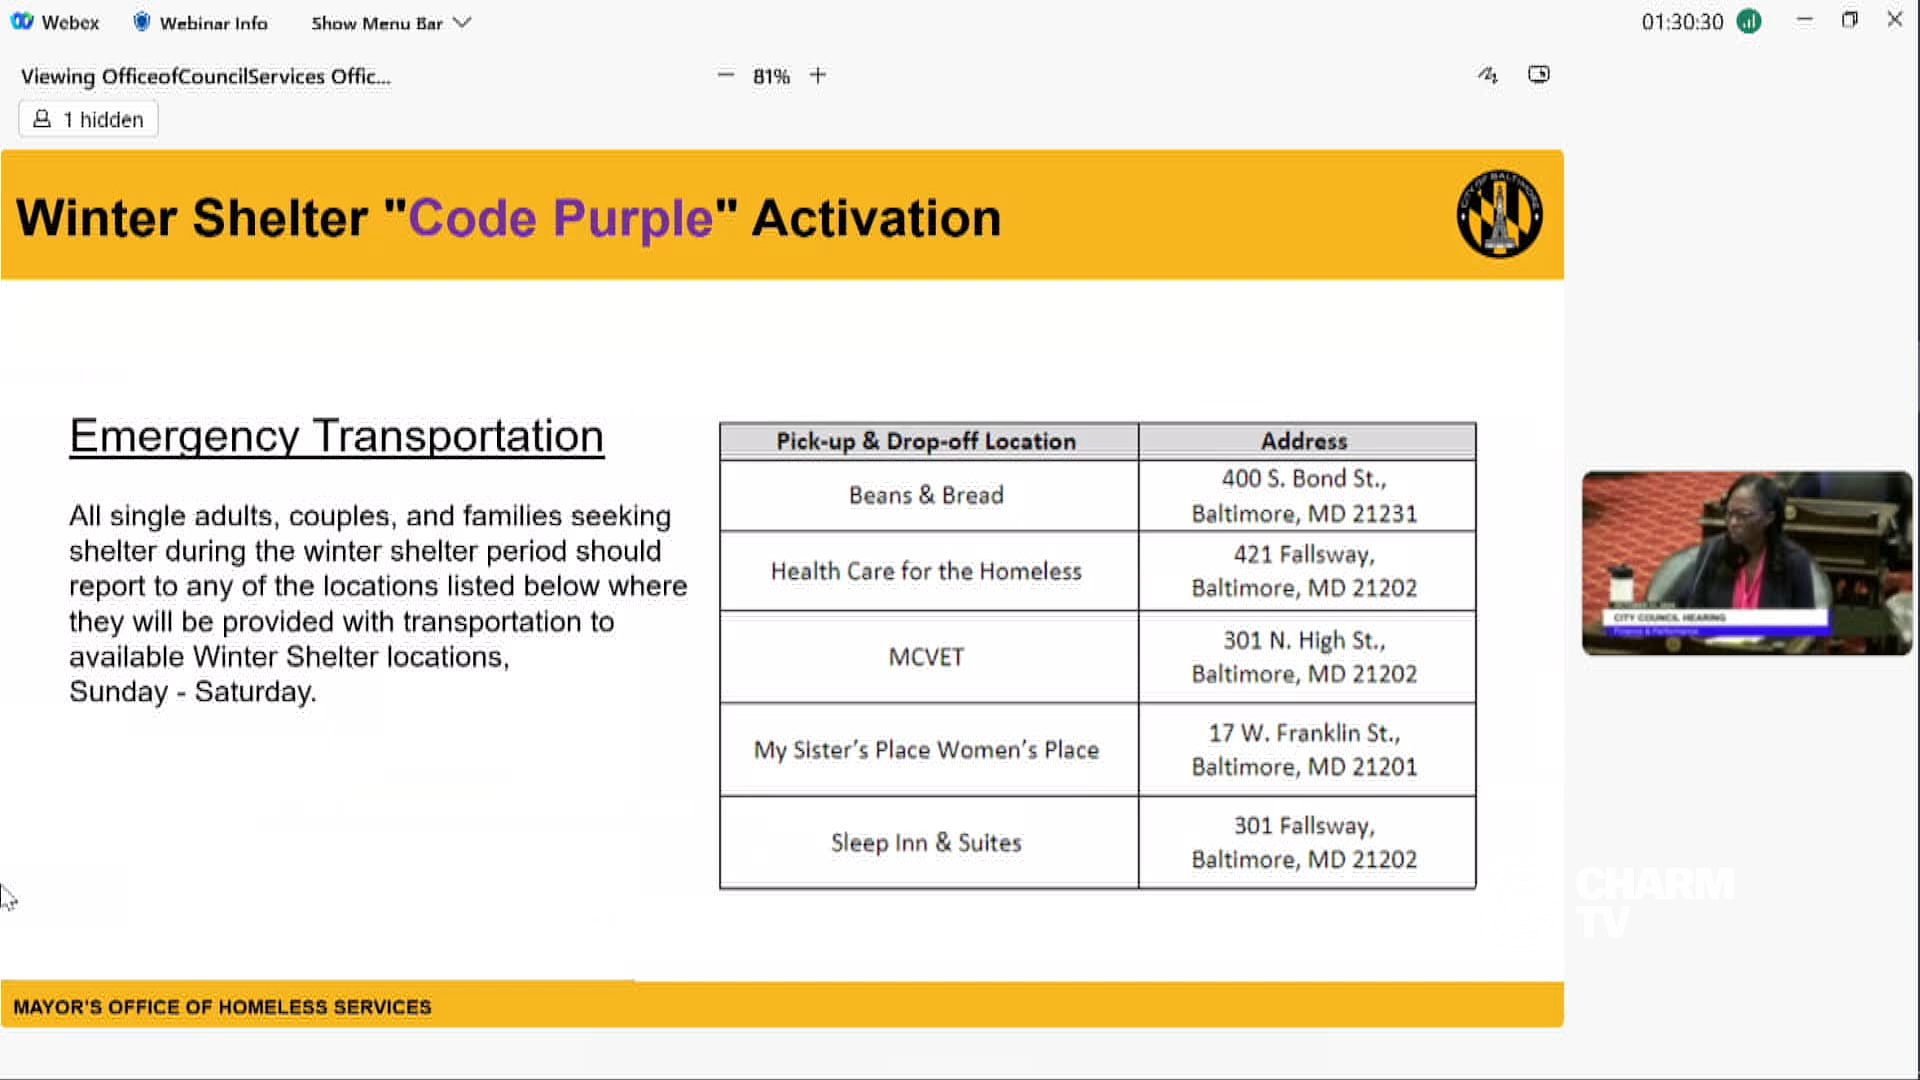 Webex
Webinar Info
Show Menu Bar
01:30:30
Viewing OfficeofCouncilServices Offic...
81%
1 hidden
Winter Shelter "Code Purple" Activation
CITY OF BALTIMORE
Emergency Transportation
All single adults, couples, and families seeking
shelter during the winter shelter period should
report to any of the locations listed below where
they will be provided with transportation to
available Winter Shelter locations,
Sunday - Saturday.
Pick-up & Drop-off Location
Address
Beans & Bread
400 S. Bond St.,
Baltimore, MD 21231
Health Care for the Homeless
421 Fallsway,
Baltimore, MD 21202
MCVET
301 N. High St.,
Baltimore, MD 21202
My Sister’s Place Women’s Place
17 W. Franklin St.,
Baltimore, MD 21201
Sleep Inn & Suites
301 Fallsway,
Baltimore, MD 21202
CITY COUNCIL HEARING
Finance & Performance
CHARM
TV
MAYOR'S OFFICE OF HOMELESS SERVICES